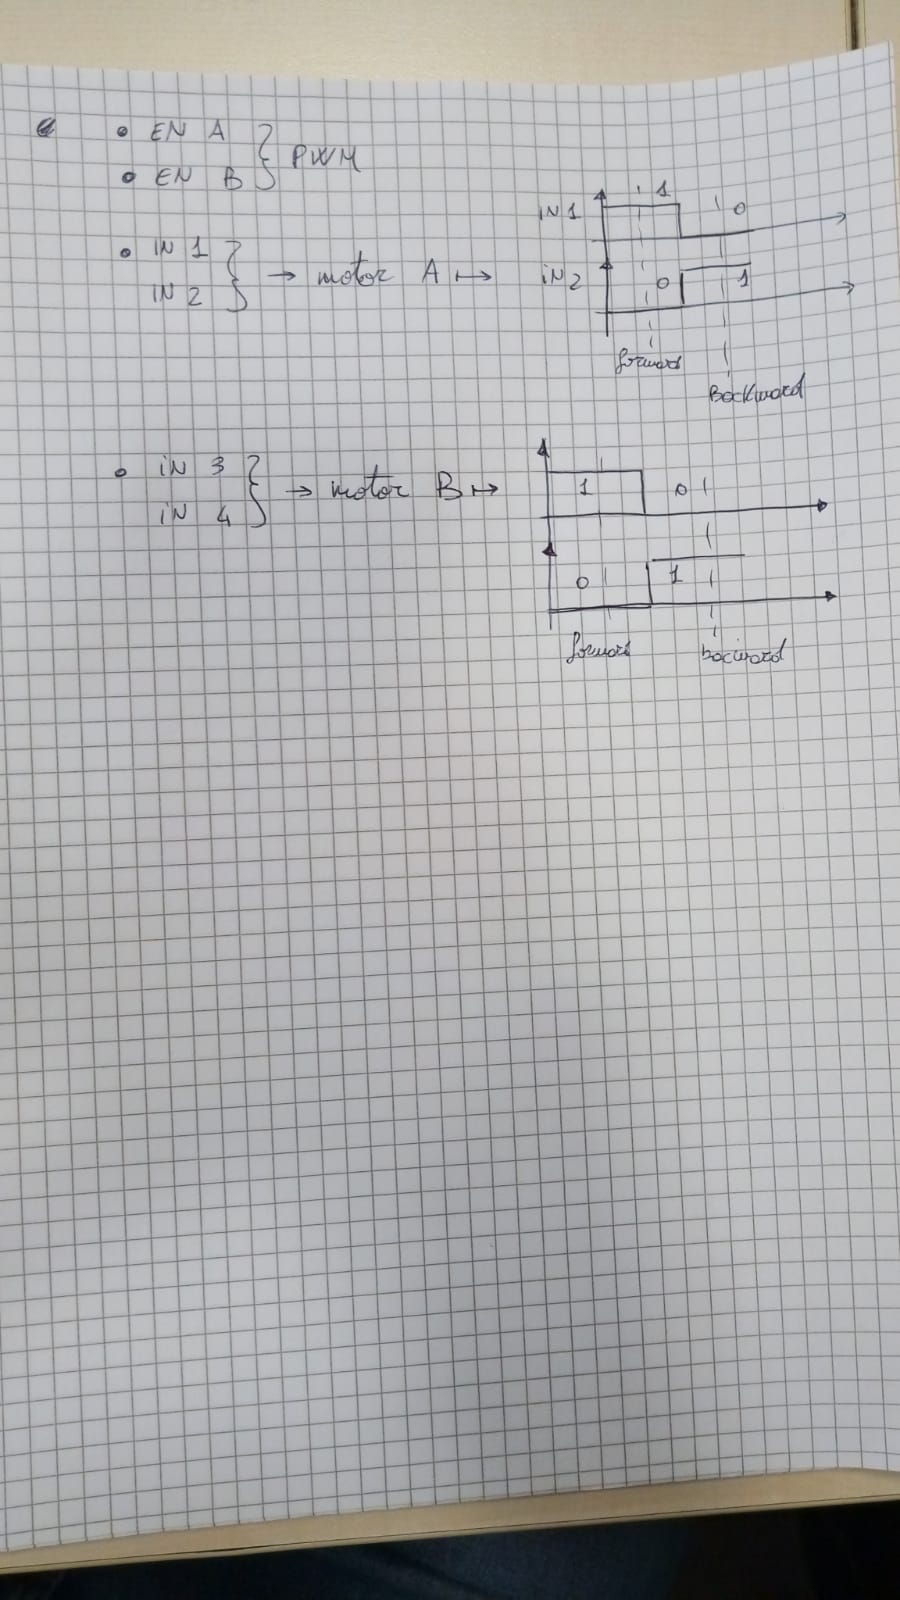 • EN A
• EN B } PWM
• IN 1
IN 2 } → motor A ↦
iN 1 1 0
iN 2 0 1
forward
Backward
• iN 3
iN 4 } → motor B ↦
1 0
0 1
forward
bacward